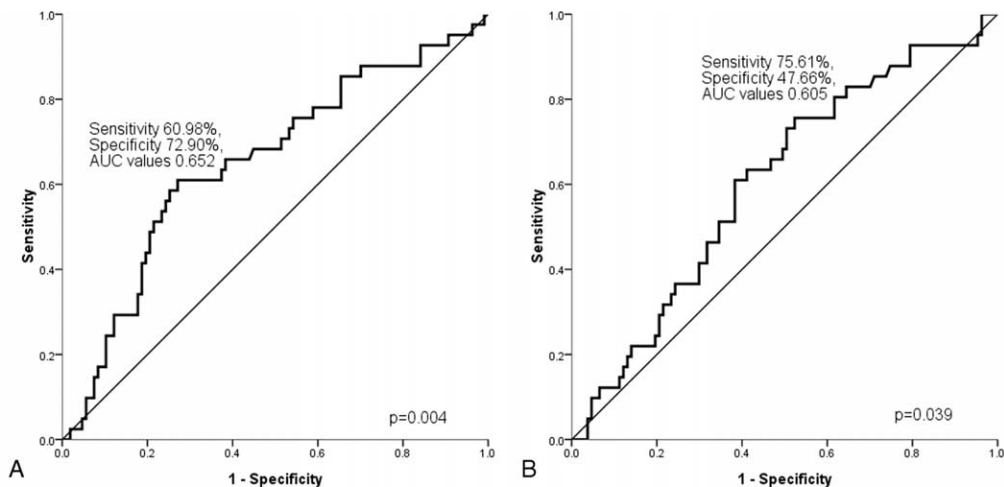 1.0
0.8
0.6
0.4
0.2
0.0
Sensitivity
Sensitivity 60.98%,
Specificity 72.90%,
AUC values 0.652
p=0.004
0.0 0.2 0.4 0.6 0.8 1.0
1 - Specificity
A
1.0
0.8
0.6
0.4
0.2
0.0
Sensitivity
Sensitivity 75.61%,
Specificity 47.66%,
AUC values 0.605
p=0.039
0.0 0.2 0.4 0.6 0.8 1.0
1 - Specificity
B